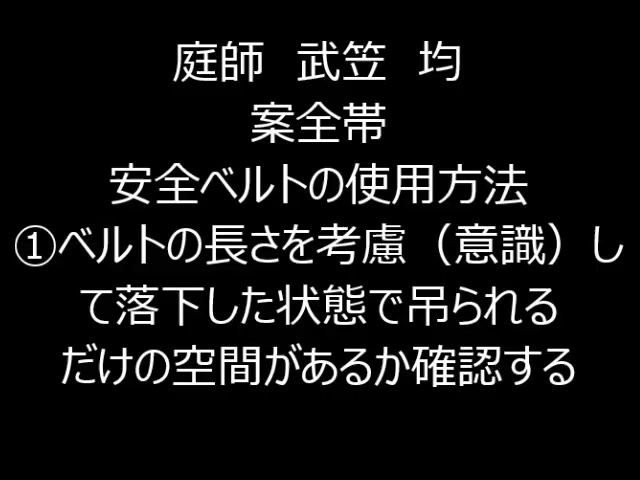 庭師　武笠　均
案全帯
安全ベルトの使用方法
①ベルトの長さを考慮（意識）し
て落下した状態で吊られる
だけの空間があるか確認する